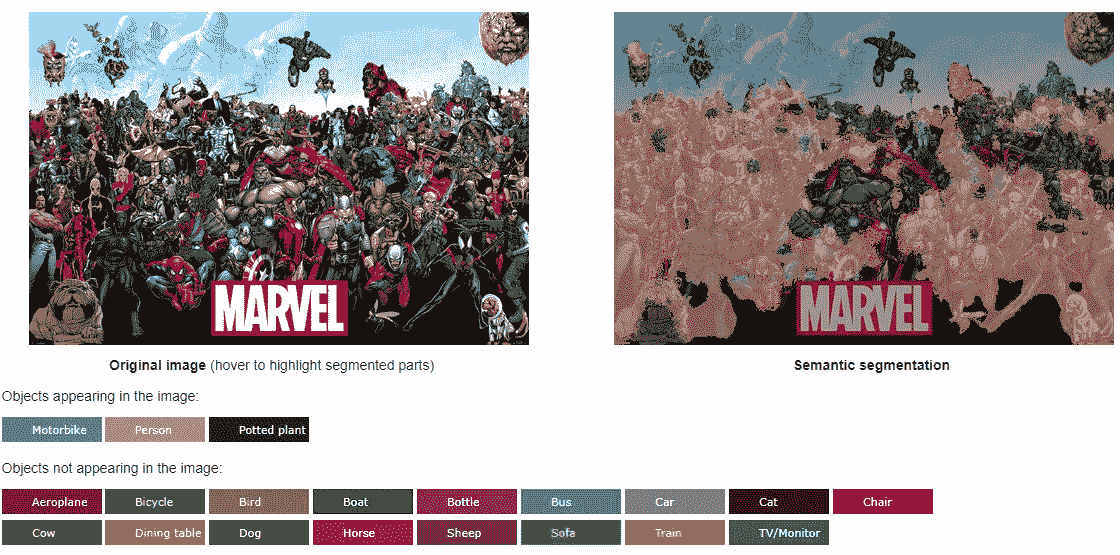 MARVEL MARVEL
Original image (hover to highlight segmented parts) Semantic segmentation
Objects appearing in the image:
Motorbike Person Potted plant
Objects not appearing in the image:
Aeroplane Bicycle Bird Boat Bottle Bus Car Cat Chair
Cow Dining table Dog Horse Sheep Sofa Train TV/Monitor